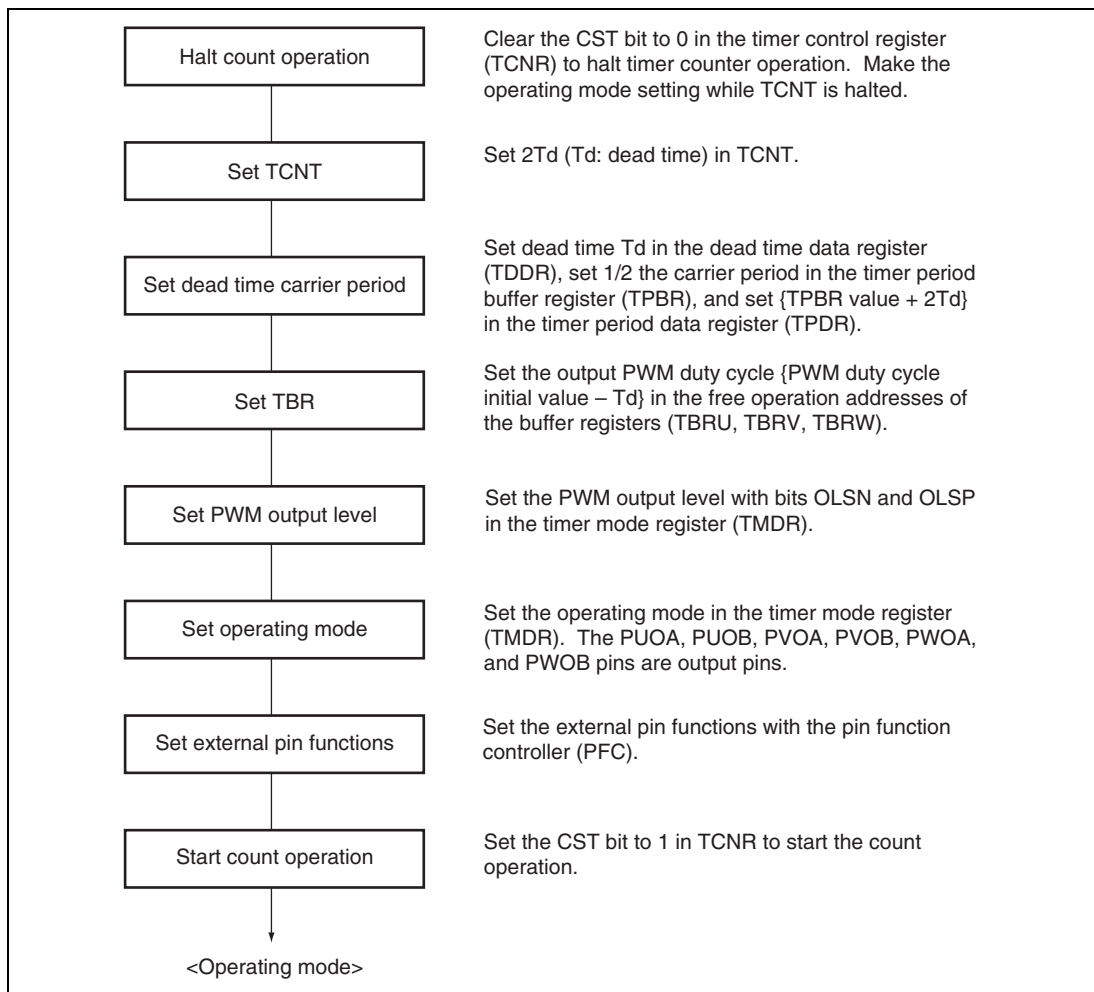 Halt count operation
Clear the CST bit to 0 in the timer control register
(TCNR) to halt timer counter operation.  Make the
operating mode setting while TCNT is halted.
Set TCNT
Set 2Td (Td: dead time) in TCNT.
Set dead time carrier period
Set dead time Td in the dead time data register
(TDDR), set 1/2 the carrier period in the timer period
buffer register (TPBR), and set {TPBR value + 2Td}
in the timer period data register (TPDR).
Set TBR
Set the output PWM duty cycle {PWM duty cycle
initial value – Td} in the free operation addresses of
the buffer registers (TBRU, TBRV, TBRW).
Set PWM output level
Set the PWM output level with bits OLSN and OLSP
in the timer mode register (TMDR).
Set operating mode
Set the operating mode in the timer mode register
(TMDR).  The PUOA, PUOB, PVOA, PVOB, PWOA,
and PWOB pins are output pins.
Set external pin functions
Set the external pin functions with the pin function
controller (PFC).
Start count operation
Set the CST bit to 1 in TCNR to start the count
operation.
<Operating mode>